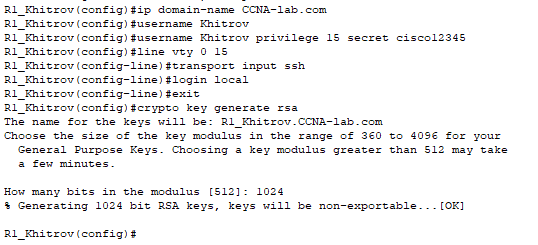 R1_Khitrov(config)#ip domain-name CCNA-lab.com
R1_Khitrov(config)#username Khitrov
R1_Khitrov(config)#username Khitrov privilege 15 secret cisco12345
R1_Khitrov(config)#line vty 0 15
R1_Khitrov(config-line)#transport input ssh
R1_Khitrov(config-line)#login local
R1_Khitrov(config-line)#exit
R1_Khitrov(config)#crypto key generate rsa
The name for the keys will be: R1_Khitrov.CCNA-lab.com
Choose the size of the key modulus in the range of 360 to 4096 for your
  General Purpose Keys. Choosing a key modulus greater than 512 may take
  a few minutes.

How many bits in the modulus [512]: 1024
% Generating 1024 bit RSA keys, keys will be non-exportable...[OK]

R1_Khitrov(config)#